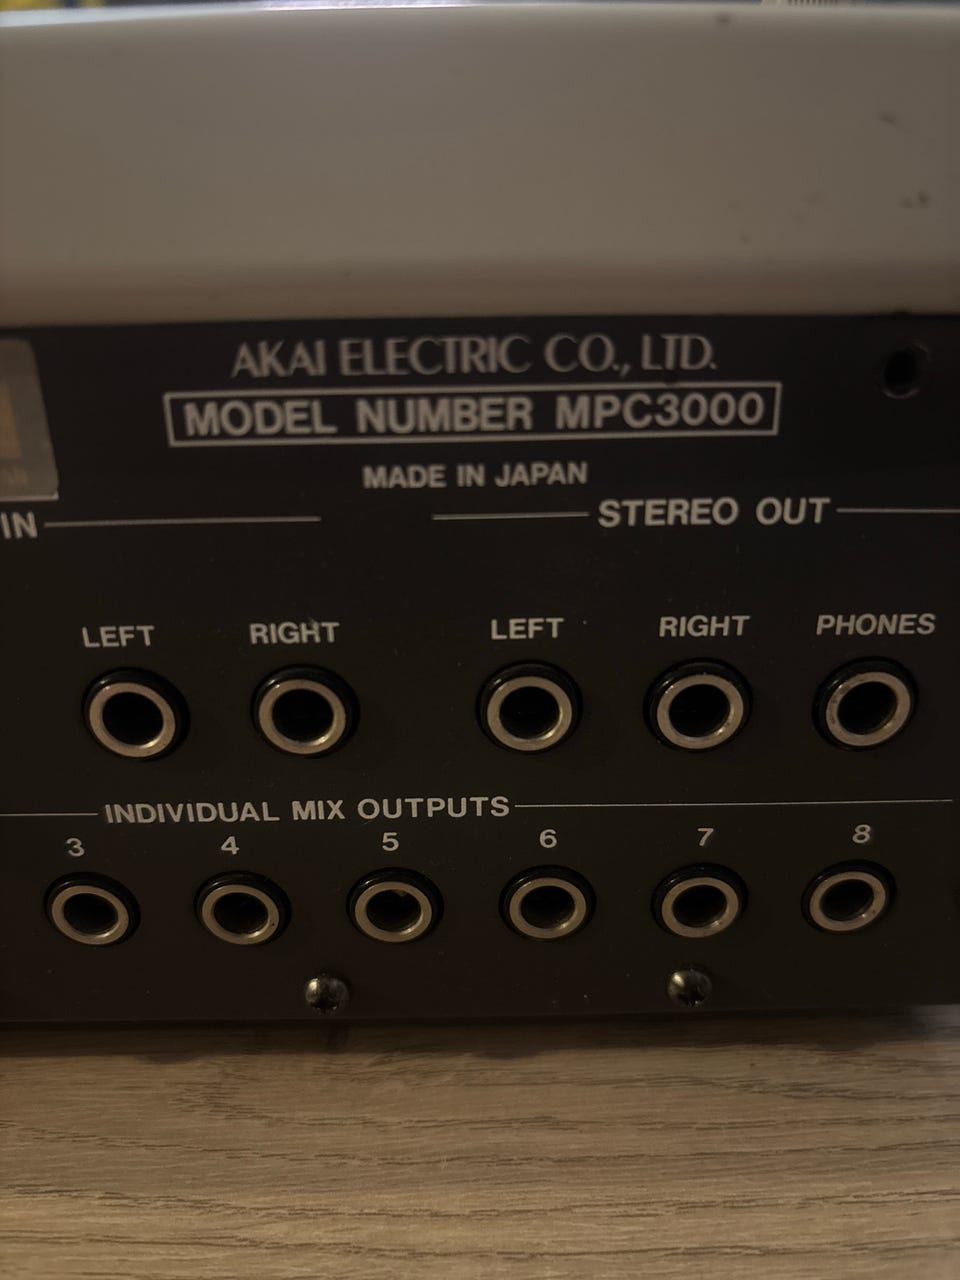 AKAI ELECTRIC CO., LTD.
MODEL NUMBER MPC3000
MADE IN JAPAN
IN
STEREO OUT
LEFT RIGHT LEFT RIGHT PHONES
INDIVIDUAL MIX OUTPUTS
3 4 5 6 7 8